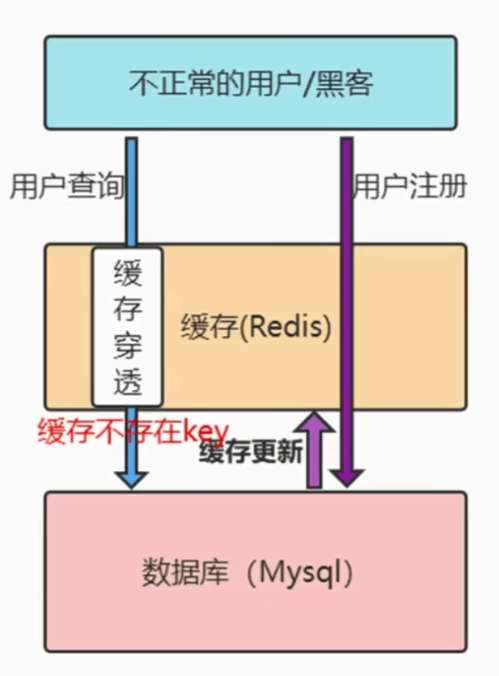 不正常的用户/黑客
用户查询
用户注册
缓存穿透
缓存(Redis)
缓存不存在key
缓存更新
数据库（Mysql）